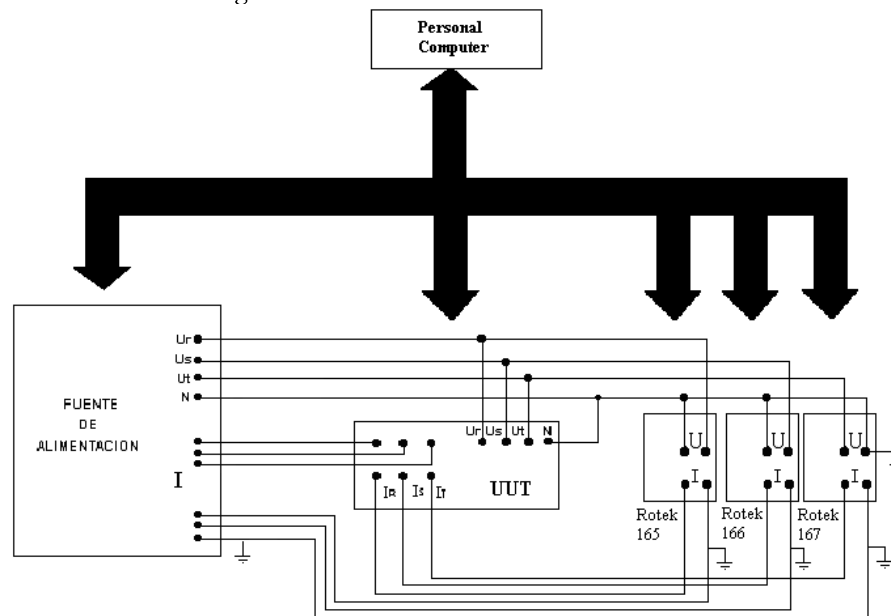 Personal
Computer
Ur
Us
Ut
N
FUENTE
DE
ALIMENTACION
I
Ur Us Ut N
IR Is IT
UUT
U
I
U
I
U
I
Rotek
165
Rotek
166
Rotek
167